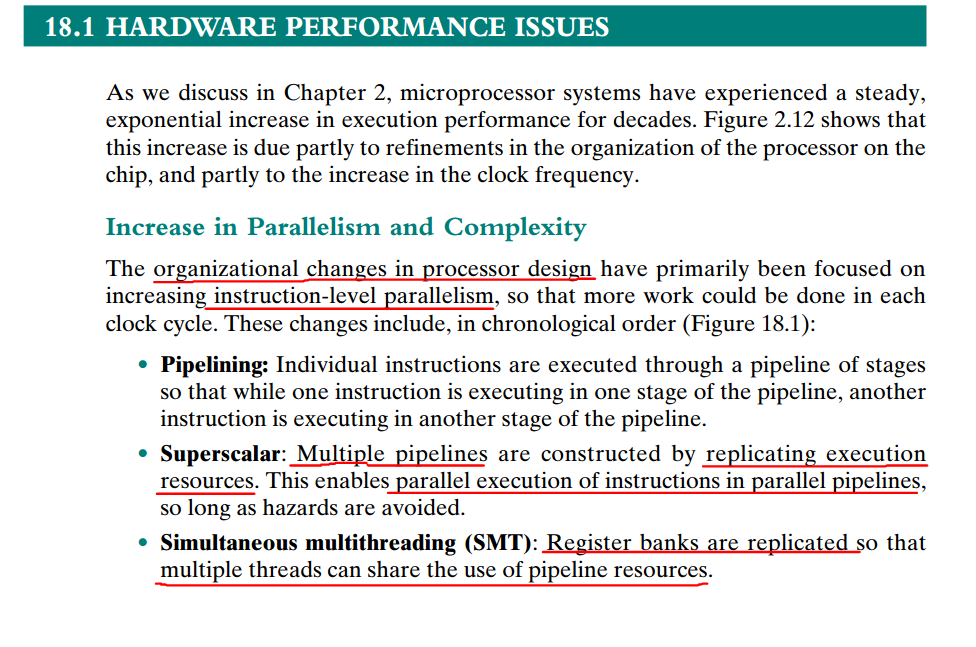 18.1 HARDWARE PERFORMANCE ISSUES
As we discuss in Chapter 2, microprocessor systems have experienced a steady,
exponential increase in execution performance for decades. Figure 2.12 shows that
this increase is due partly to refinements in the organization of the processor on the
chip, and partly to the increase in the clock frequency.
Increase in Parallelism and Complexity
The organizational changes in processor design have primarily been focused on
increasing instruction-level parallelism, so that more work could be done in each
clock cycle. These changes include, in chronological order (Figure 18.1):
• Pipelining: Individual instructions are executed through a pipeline of stages
so that while one instruction is executing in one stage of the pipeline, another
instruction is executing in another stage of the pipeline.
• Superscalar: Multiple pipelines are constructed by replicating execution
resources. This enables parallel execution of instructions in parallel pipelines,
so long as hazards are avoided.
• Simultaneous multithreading (SMT): Register banks are replicated so that
multiple threads can share the use of pipeline resources.